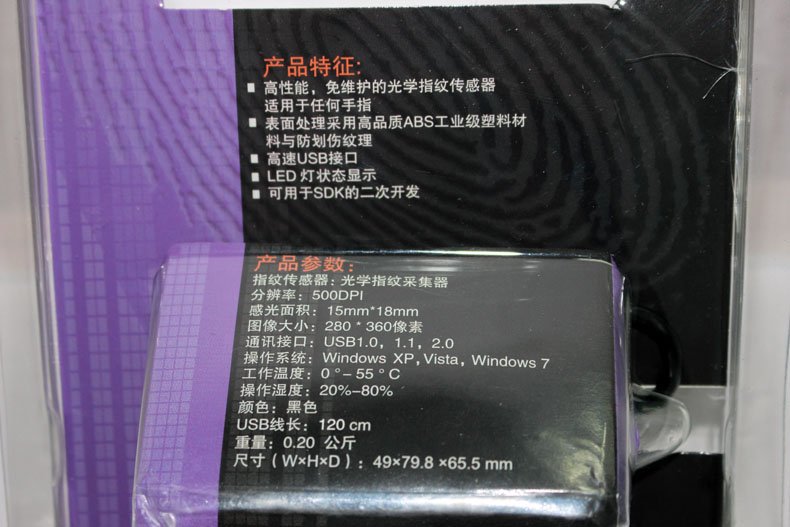 产品特征:
■ 高性能，免维护的光学指纹传感器
适用于任何手指
■ 表面处理采用高品质ABS工业级塑料材
料与防划伤纹理
■ 高速USB接口
■ LED 灯状态显示
■ 可用于SDK的二次开发
产品参数：
指纹传感器：光学指纹采集器
分辨率：500DPI
感光面积：15mm*18mm
图像大小：280 * 360像素
通讯接口：USB1.0，1.1，2.0
操作系统：Windows XP, Vista, Windows 7
工作温度：0 °– 55 °C
操作湿度：20%–80%
颜色：黑色
USB线长：120 cm
重量：0.20 公斤
尺寸（W×H×D）：49×79.8 ×65.5 mm